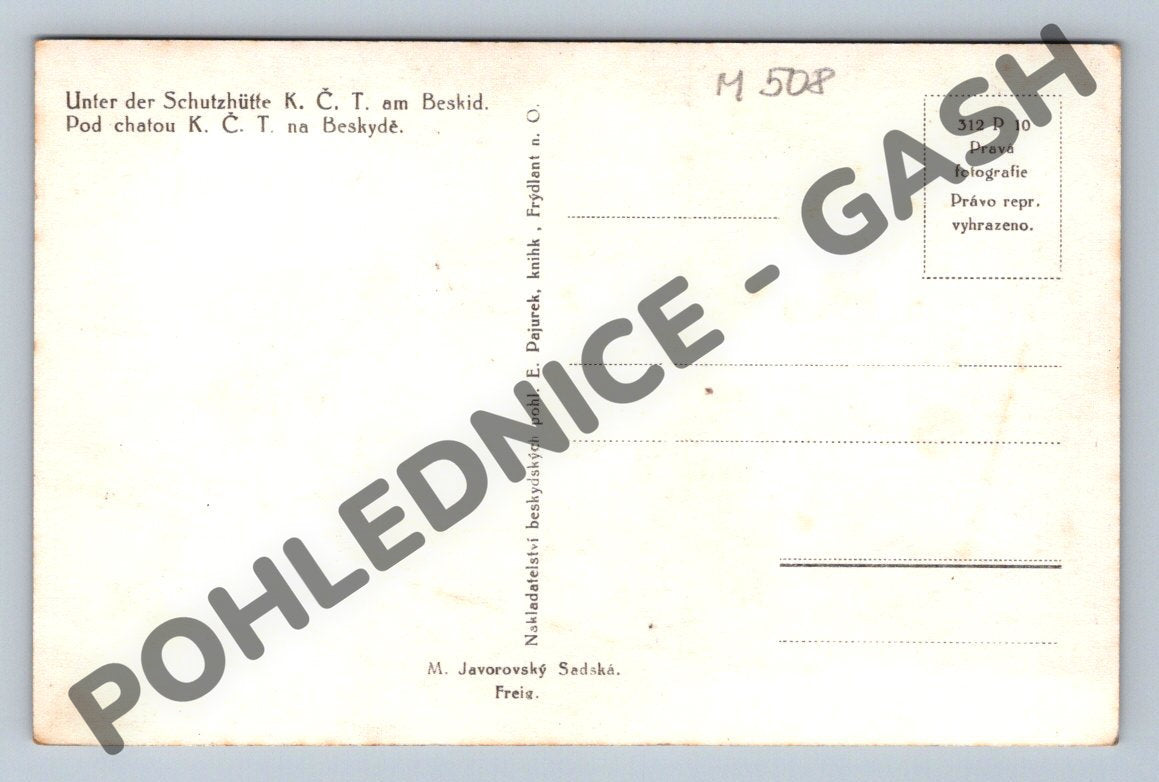 Unter der Schutzhütte K. Č. T. am Beskid.
Pod chatou K. Č. T. na Beskydě.
M 508
312 P 10
Pravá
fotografie
Právo repr.
vyhrazeno.
Nakladatelství beskydských pohl. E. Pajurek, knihk , Frýdlant n. O.
M. Javorovský Sadská.
Freig.
POHLEDNICE - GASH